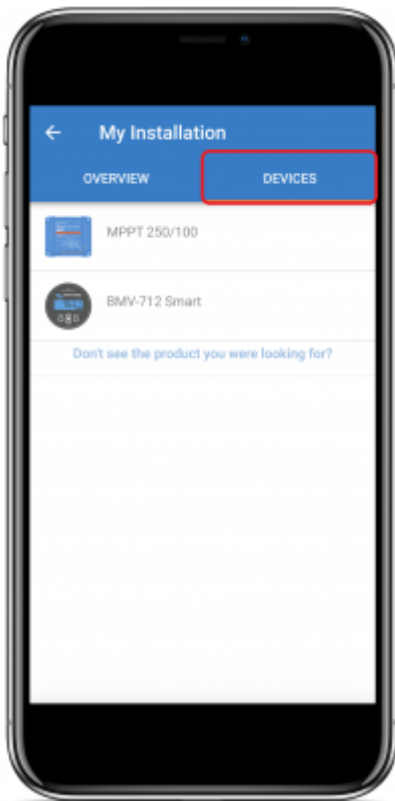 My Installation
OVERVIEW DEVICES
MPPT 250/100
BMV-712 Smart
Don't see the product you were looking for?